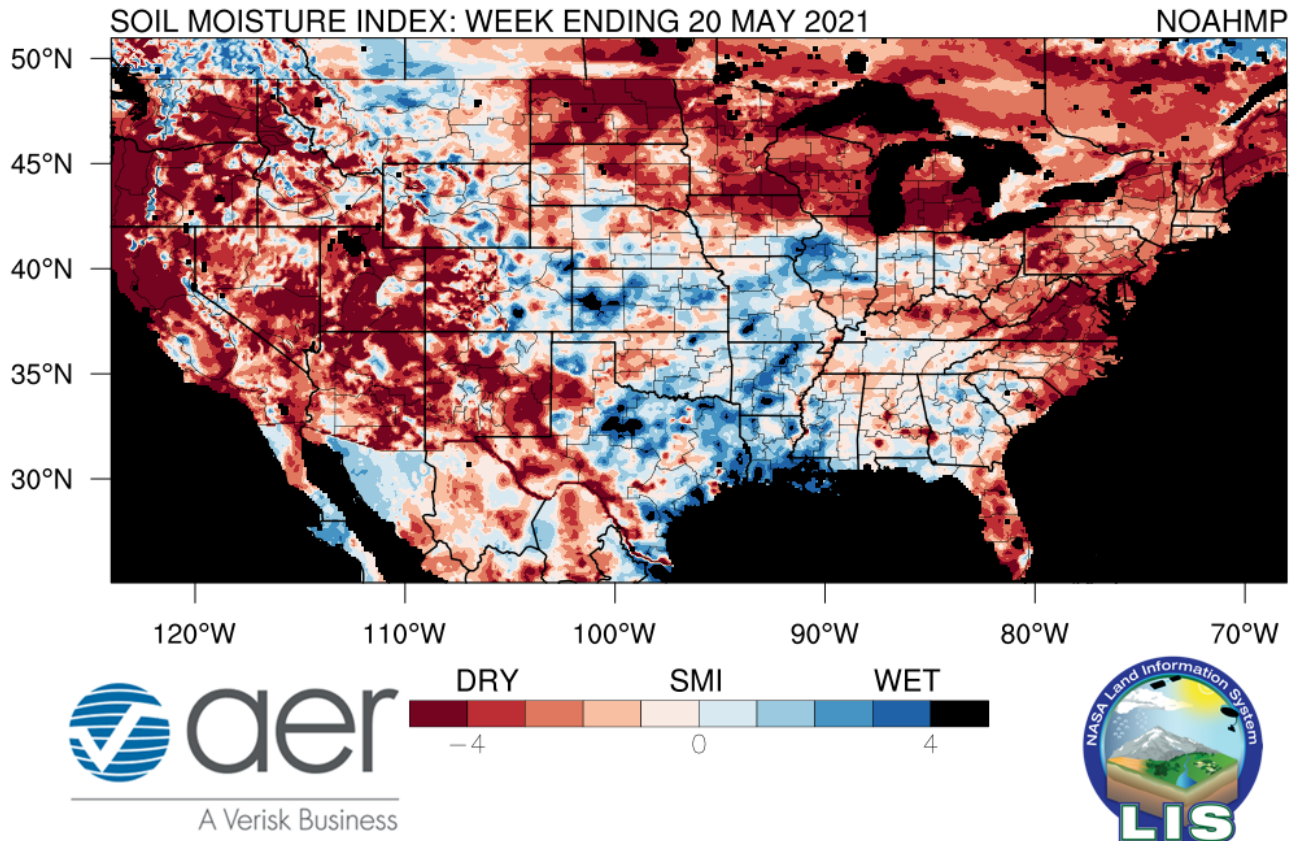 SOIL MOISTURE INDEX: WEEK ENDING 20 MAY 2021 NOAHMP
50°N
45°N
40°N
35°N
30°N
120°W 110°W 100°W 90°W 80°W 70°W
DRY SMI WET
−4 0 4
aer
A Verisk Business
NASA Land Information System
LIS